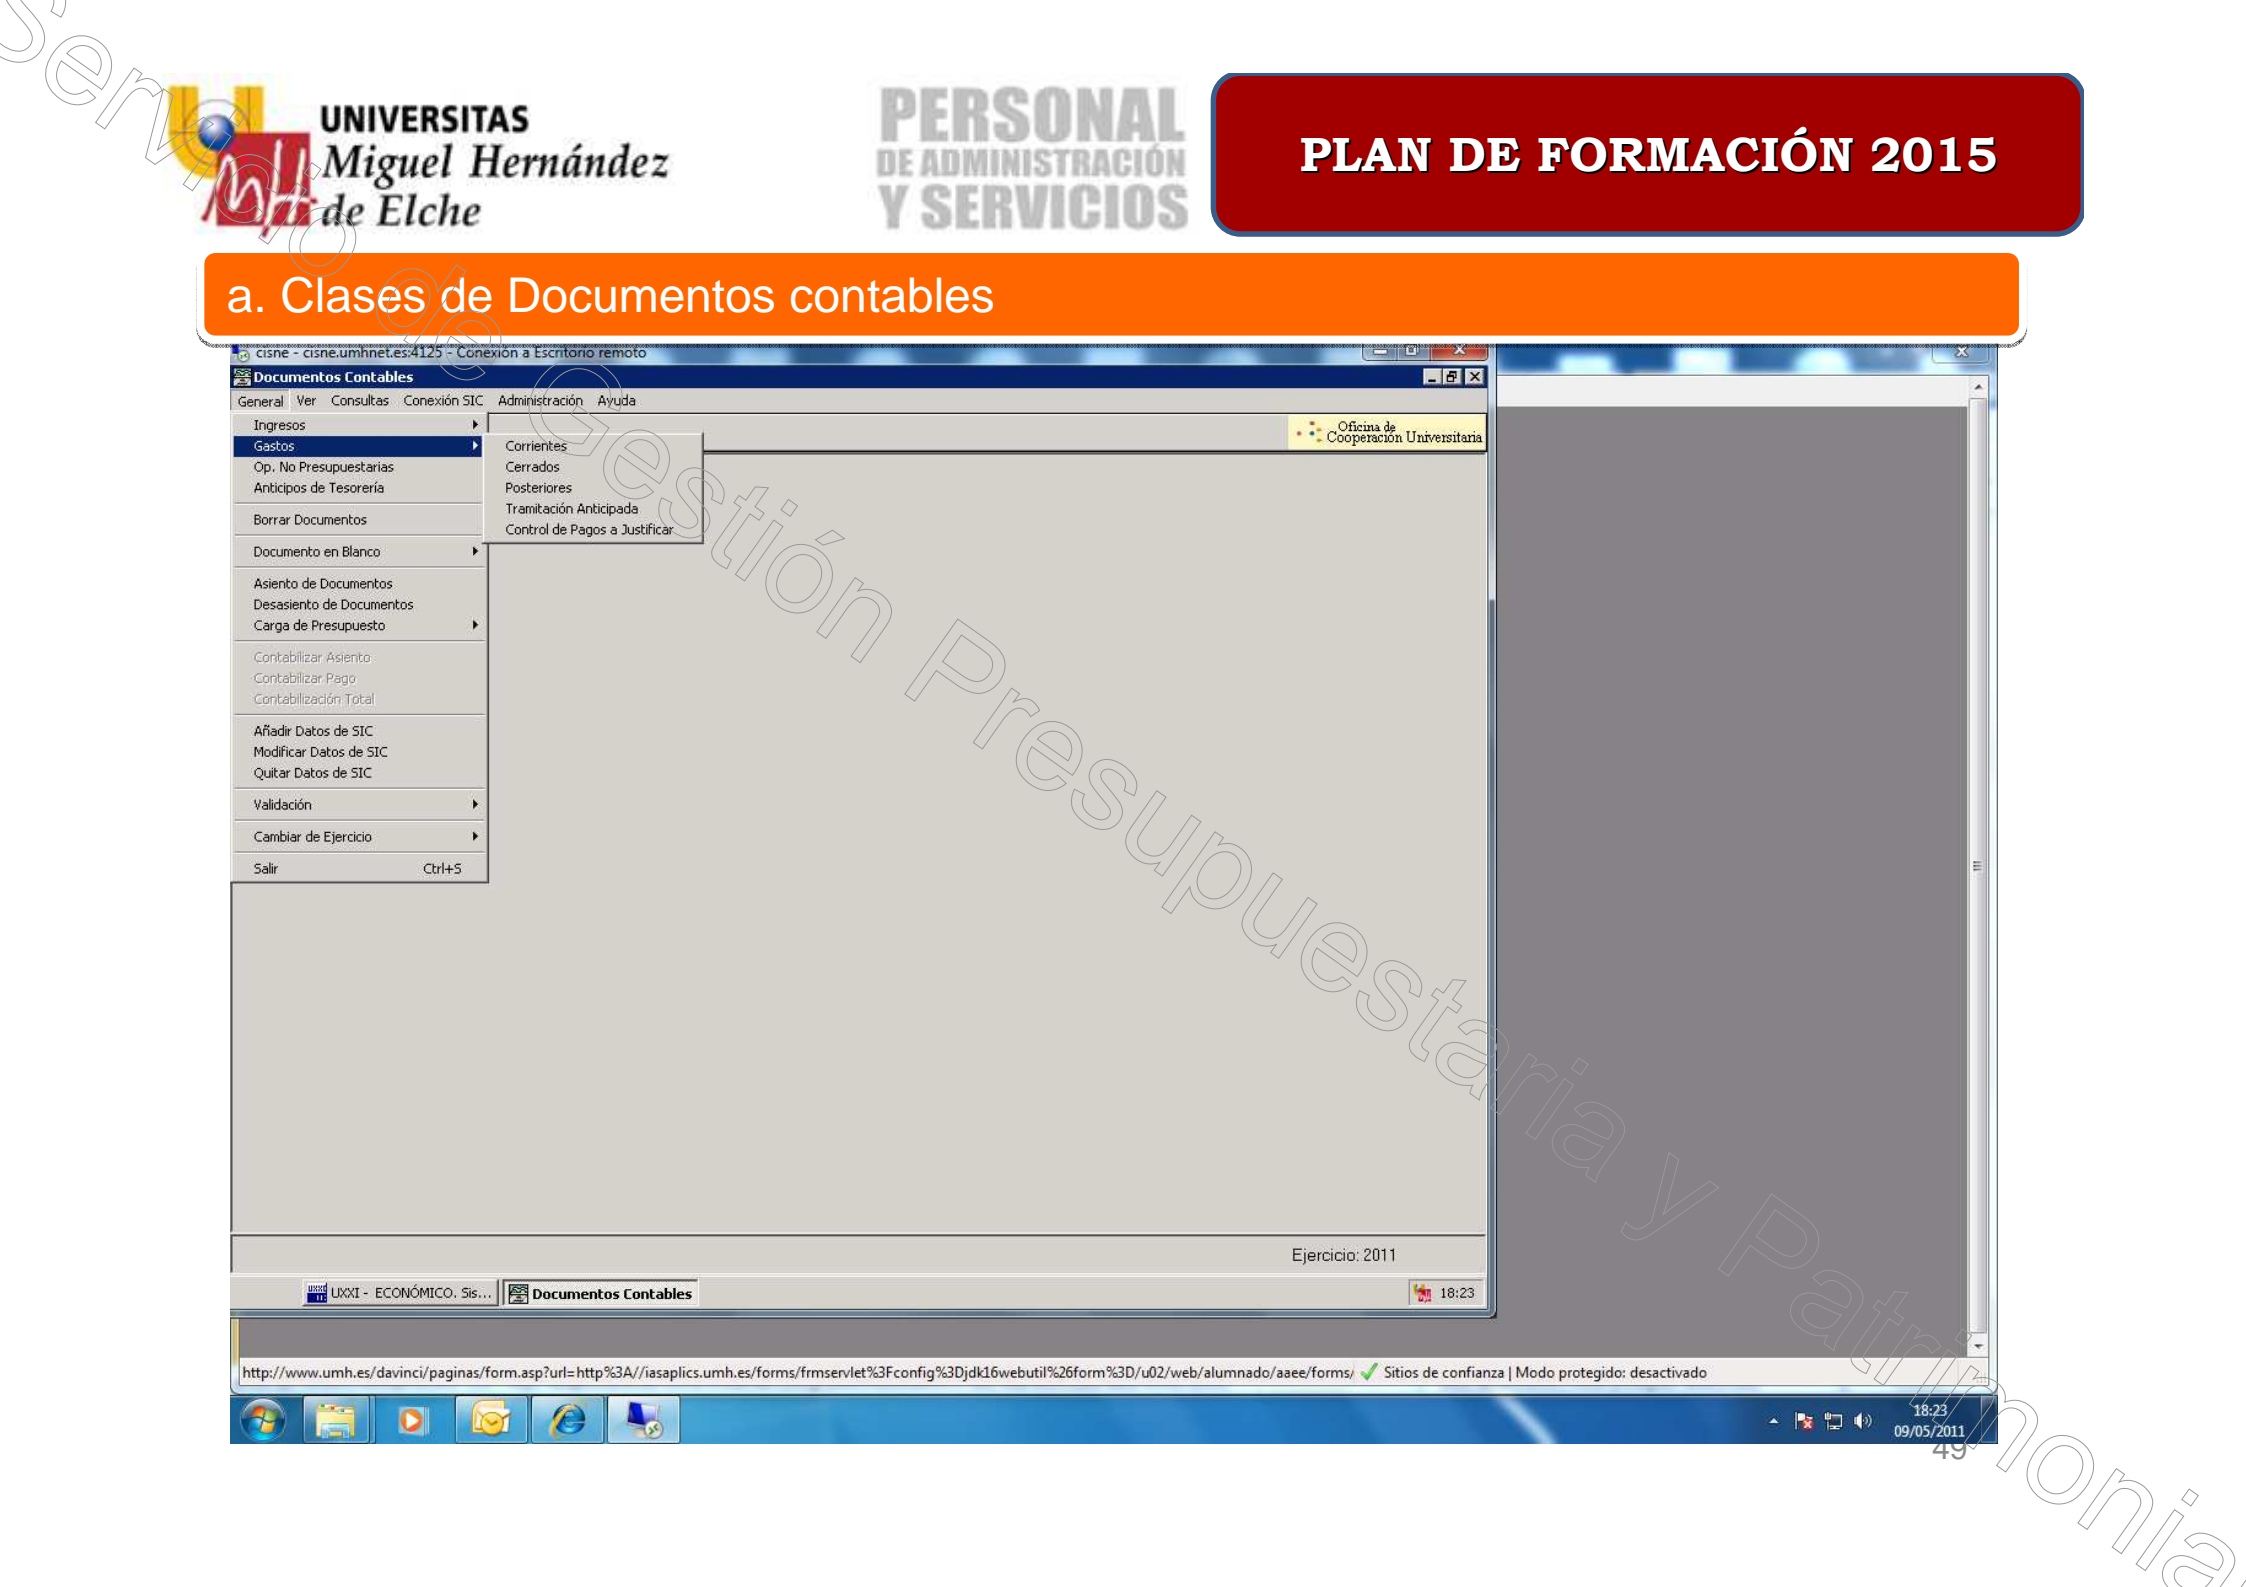 UNIVERSITAS
Miguel Hernández
de Elche
PERSONAL
DE ADMINISTRACIÓN
Y SERVICIOS
PLAN DE FORMACIÓN 2015
a. Clases de Documentos contables
cisne - cisne.umhnet.es:4125 - Conexión a Escritorio remoto
Documentos Contables
General Ver Consultas Conexión SIC Administración Ayuda
Oficina de
Cooperación Universitaria
Ingresos
Gastos
Op. No Presupuestarias
Anticipos de Tesorería
Borrar Documentos
Documento en Blanco
Asiento de Documentos
Desasiento de Documentos
Carga de Presupuesto
Contabilizar Asiento
Contabilizar Pago
Contabilización Total
Añadir Datos de SIC
Modificar Datos de SIC
Quitar Datos de SIC
Validación
Cambiar de Ejercicio
Salir Ctrl+S
Corrientes
Cerrados
Posteriores
Tramitación Anticipada
Control de Pagos a Justificar
Ejercicio: 2011
UXXI - ECONÓMICO. Sis... Documentos Contables 18:23
http://www.umh.es/davinci/paginas/form.asp?url=http%3A//iasaplics.umh.es/forms/frmservlet%3Fconfig%3Djdk16webutil%26form%3D/u02/web/alumnado/aaee/forms/ Sitios de confianza | Modo protegido: desactivado
18:23
09/05/2011
49
Servicio de Gestión Presupuestaria y Patrimonia